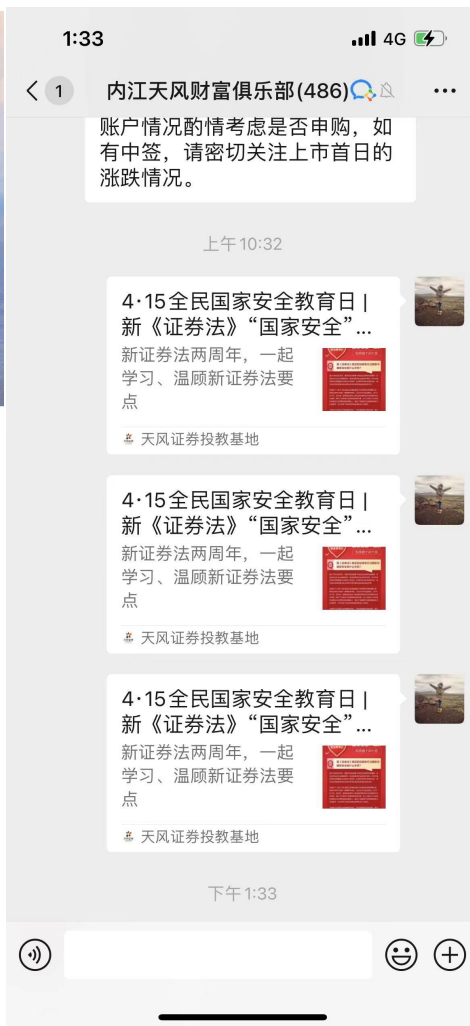 1:33
4G
1
内江天风财富俱乐部(486)
账户情况酌情考虑是否申购，如
有中签，请密切关注上市首日的
涨跌情况。
上午10:32
4·15全民国家安全教育日|
新《证券法》“国家安全”...
新证券法两周年，一起
学习、温顾新证券法要
点
天风证券投教基地
4·15全民国家安全教育日|
新《证券法》“国家安全”...
新证券法两周年，一起
学习、温顾新证券法要
点
天风证券投教基地
4·15全民国家安全教育日|
新《证券法》“国家安全”...
新证券法两周年，一起
学习、温顾新证券法要
点
天风证券投教基地
下午1:33